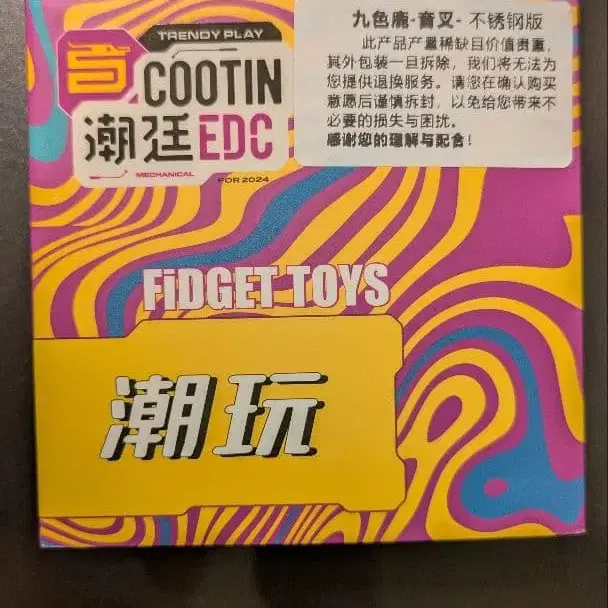 TRENDY PLAY
COOTIN
潮廷EDC
MECHANICAL
FOR 2024
九色鹿-音叉- 不锈钢版
此产品产量稀缺且价值贵重，
其外包装一旦拆除，我们将无法为
您提供退换服务。请您在确认购买
意愿后谨慎拆封，以免给您带来不
必要的损失与困扰。
感谢您的理解与配合！
FiDGET TOYS
潮玩